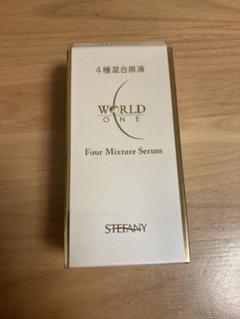 4種混合原液
WORLD
ONE
Four Mixture Serum
STEFANY